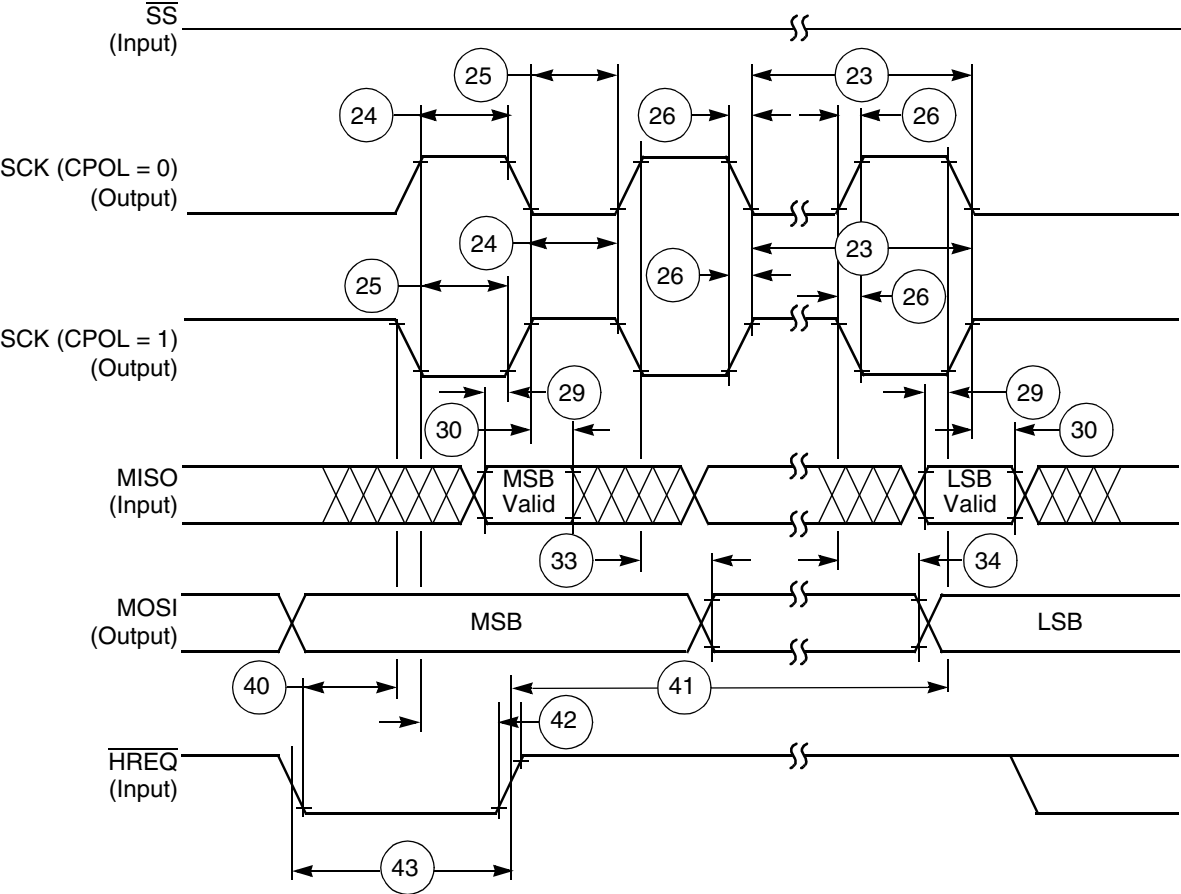 SS
(Input)
25
23
24
26
26
SCK (CPOL = 0)
(Output)
24
23
26
25
26
SCK (CPOL = 1)
(Output)
29
29
30
30
MISO
(Input)
MSB
Valid
LSB
Valid
33
34
MOSI
(Output)
MSB
LSB
40
41
42
HREQ
(Input)
43